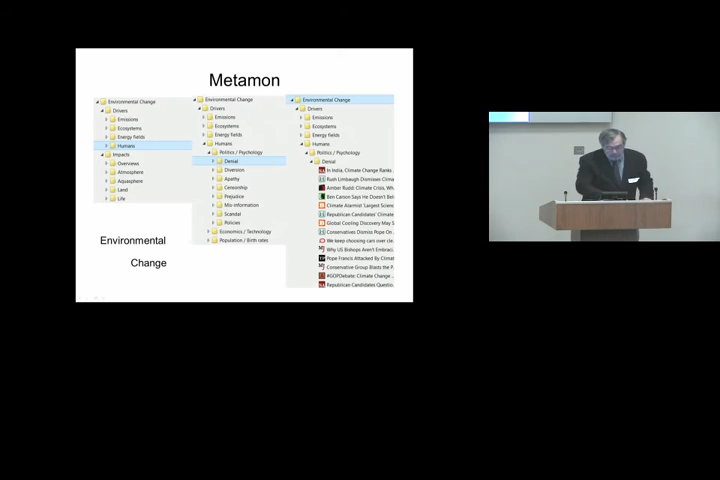 Metamon
Environmental Change
Drivers
Emissions
Ecosystems
Energy fields
Humans
Impacts
Overviews
Atmosphere
Aquasphere
Land
Life
Environmental
Change
Environmental Change
Drivers
Emissions
Ecosystems
Energy fields
Humans
Politics / Psychology
Denial
Diversion
Apathy
Censorship
Prejudice
Mis-information
Scandal
Policies
Economics / Technology
Population / Birth rates
Environmental Change
Drivers
Emissions
Ecosystems
Energy fields
Humans
Politics / Psychology
Denial
In India, Climate Change Ranks
Rush Limbaugh Dismisses Clima
Amber Rudd: Climate Crisis, Wh
Ben Carson Says He Doesn't Beli
Climate Alarmist 'Largest Scienc
Republican Candidates' Climate
Global Cooling Discovery May S
Conservatives Dismiss Pope On
We keep choosing cars over cle
Why US Bishops Aren't Embraci
Pope Francis Attacked By Climat
Conservative Group Blasts the P
#GOPDebate: Climate Change ...
Republican Candidates Questio